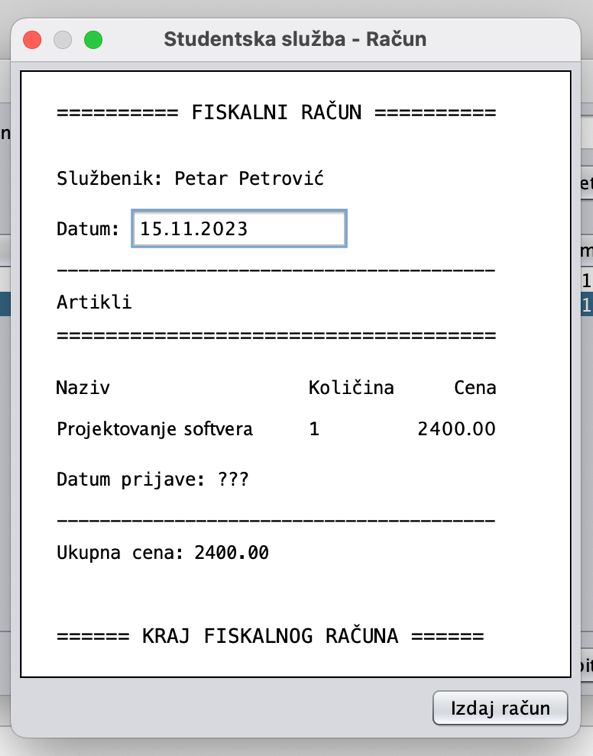 Studentska služba - Račun
========== FISKALNI RAČUN ==========
Službenik: Petar Petrović
Datum: 15.11.2023
Artikli
Naziv Količina Cena
Projektovanje softvera 1 2400.00
Datum prijave: ???
Ukupna cena: 2400.00
====== KRAJ FISKALNOG RAČUNA ======
Izdaj račun